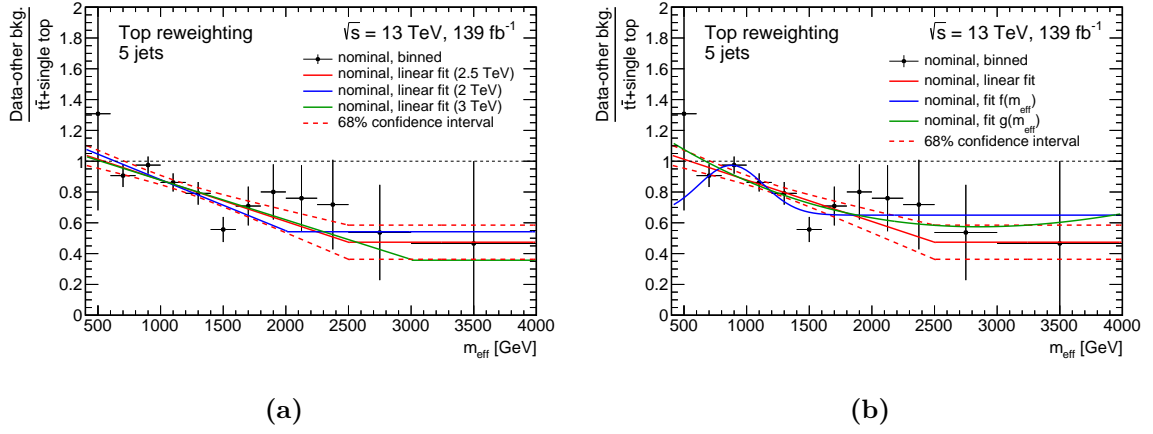 Data-other bkg.
tt̄+single top
2
1.8
1.6
1.4
1.2
1
0.8
0.6
0.4
0.2
0
Top reweighting
5 jets
√s = 13 TeV, 139 fb⁻¹
nominal, binned
nominal, linear fit (2.5 TeV)
nominal, linear fit (2 TeV)
nominal, linear fit (3 TeV)
68% confidence interval
500 1000 1500 2000 2500 3000 3500 4000
m_eff [GeV]
(a)
Data-other bkg.
tt̄+single top
2
1.8
1.6
1.4
1.2
1
0.8
0.6
0.4
0.2
0
Top reweighting
5 jets
√s = 13 TeV, 139 fb⁻¹
nominal, binned
nominal, linear fit
nominal, fit f(m_eff)
nominal, fit g(m_eff)
68% confidence interval
500 1000 1500 2000 2500 3000 3500 4000
m_eff [GeV]
(b)